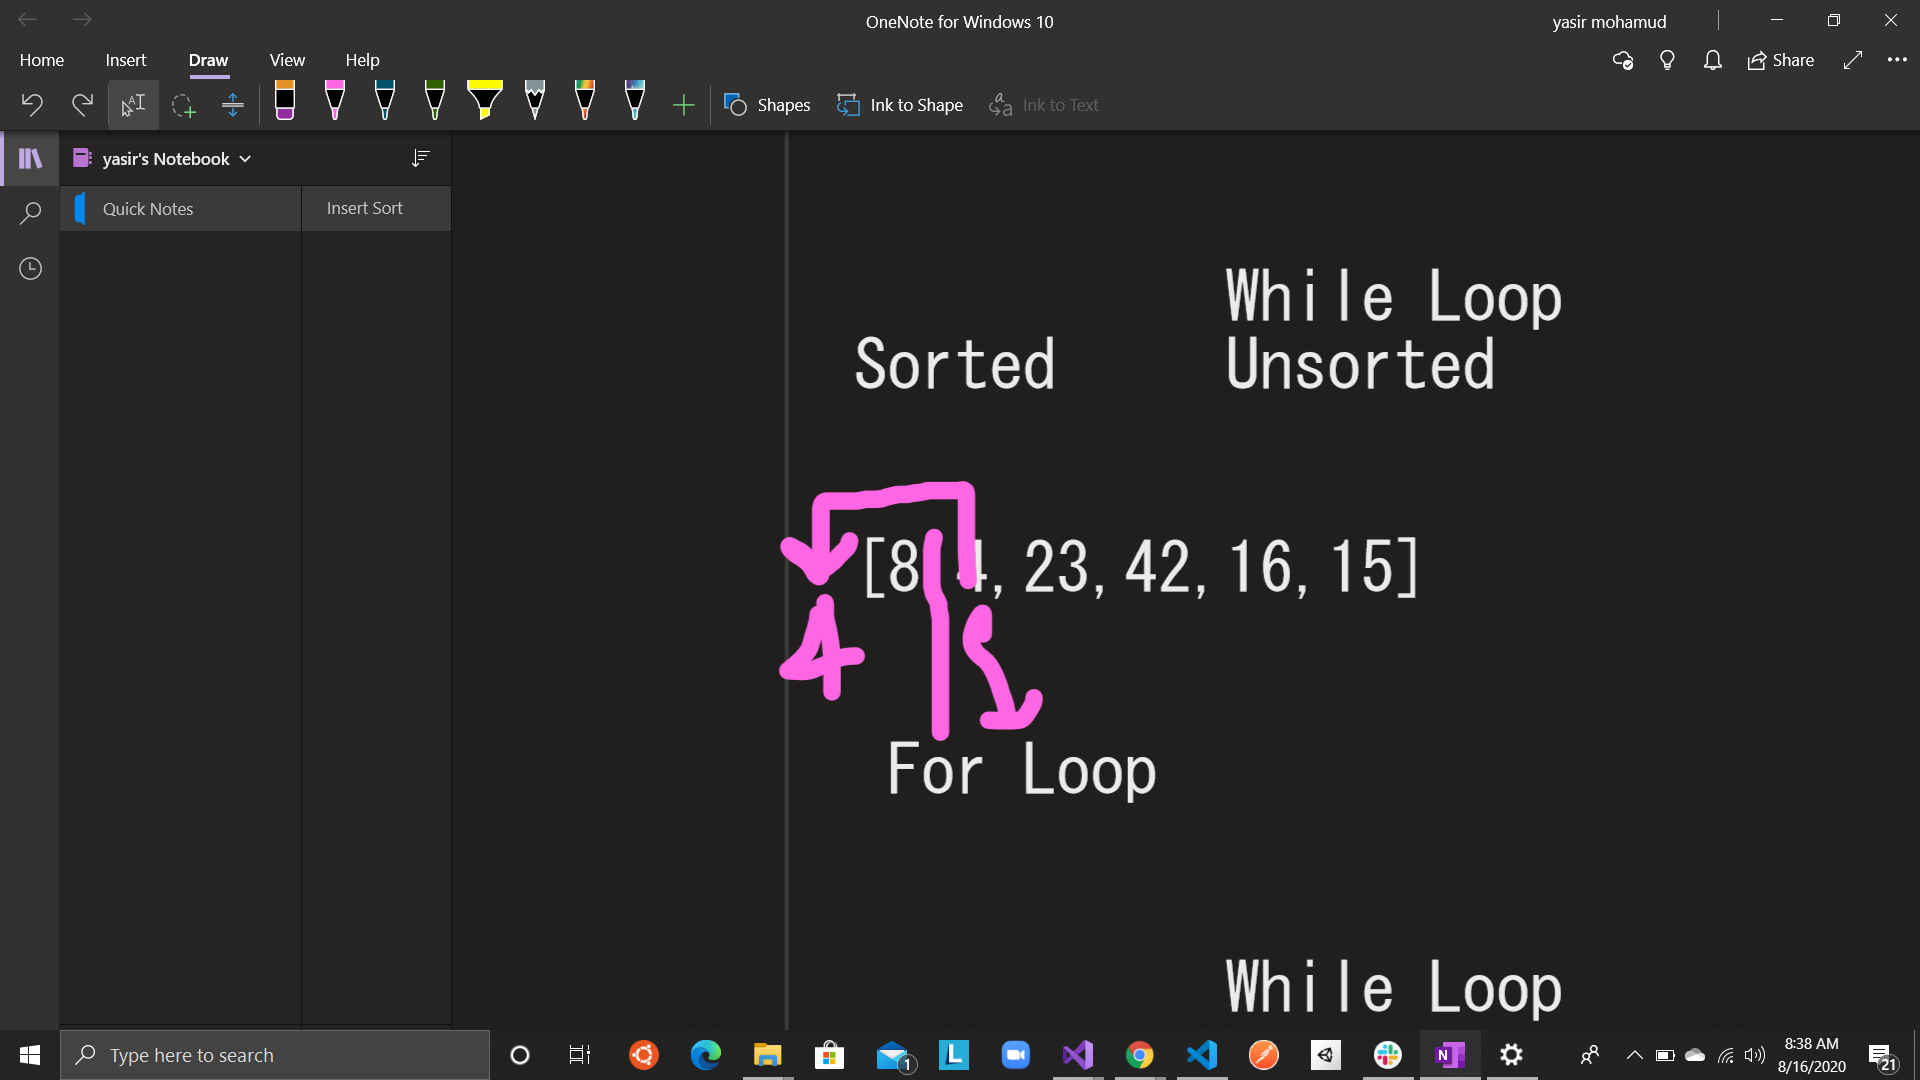 OneNote for Windows 10
yasir mohamud
Home Insert Draw View Help
Share
Shapes Ink to Shape Ink to Text
yasir's Notebook
Quick Notes
Insert Sort
While Loop
Sorted Unsorted
[8 4, 23, 42, 16, 15]
4
For Loop
While Loop
Type here to search
1
8:38 AM
8/16/2020
21